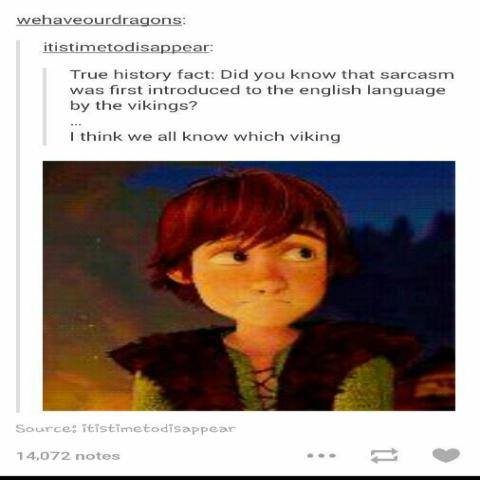 wehaveourdragons:
itistimetodisappear:
True history fact: Did you know that sarcasm
was first introduced to the english language
by the vikings?
...
I think we all know which viking
Source: itistimetodisappear
14,072 notes